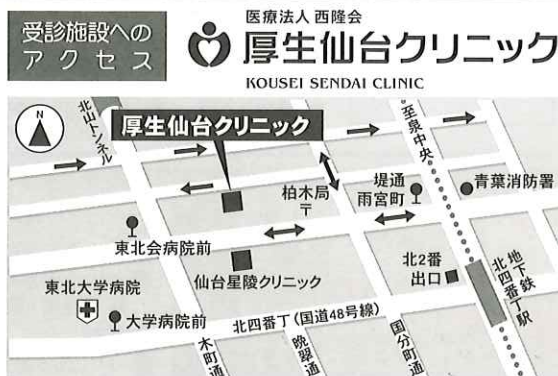 受診施設への
アクセス
医療法人 西隆会
厚生仙台クリニック
KOUSEI SENDAI CLINIC
N
北山トンネル
厚生仙台クリニック
至泉中央
柏木局
〒
堤通
雨宮町
青葉消防署
東北会病院前
仙台星陵クリニック
北2番
出口
地下鉄
北四番丁駅
東北大学病院
大学病院前
北四番丁(国道48号線)
木町通
晩翠通
国分町通